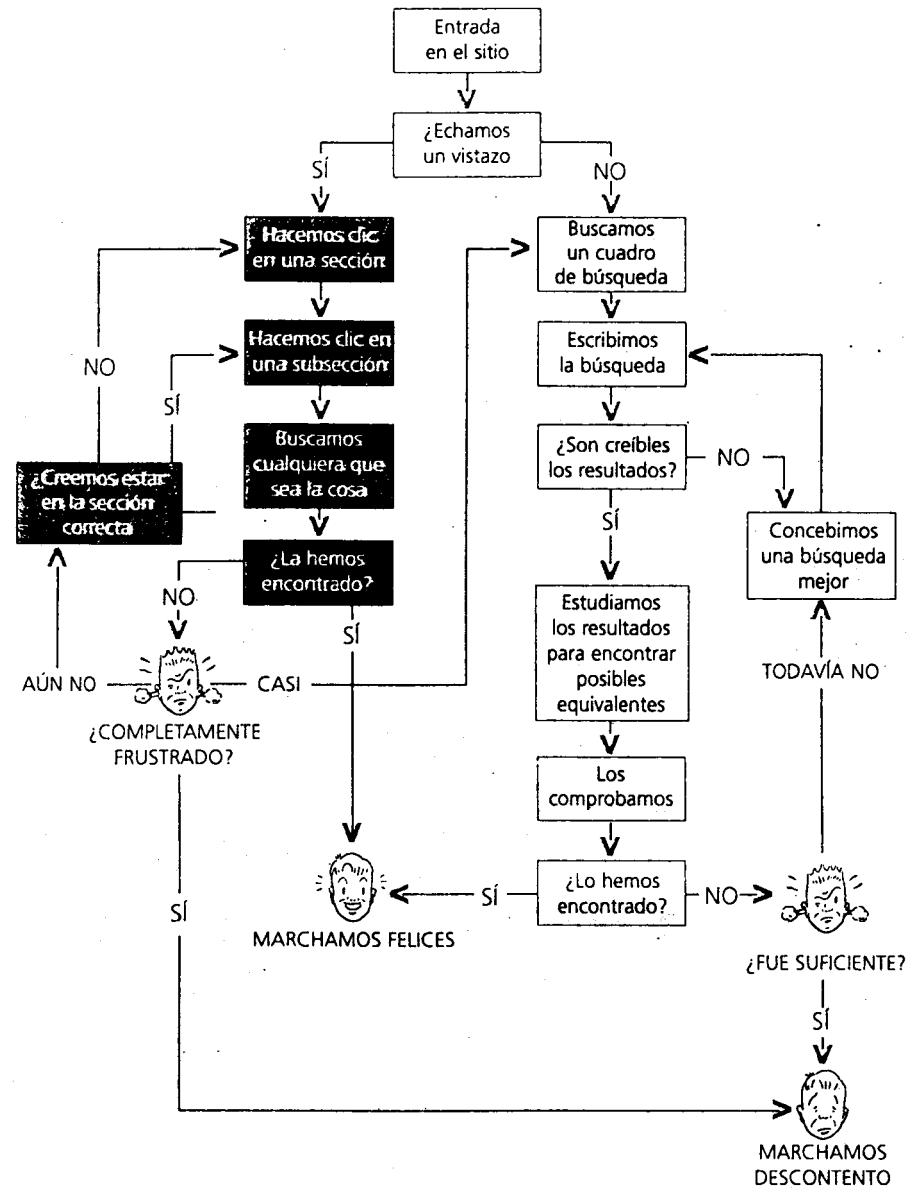 Entrada
en el sitio
¿Echamos
un vistazo
SÍ
NO
Hacemos clic
en una sección
Buscamos
un cuadro
de búsqueda
Hacemos clic en
una subsección
Escribimos
la búsqueda
NO
SÍ
Buscamos
cualquiera que
sea la cosa
¿Son creíbles
los resultados?
NO
¿Creemos estar
en la sección
correcta
SÍ
Concebimos
una búsqueda
mejor
¿La hemos
encontrado?
NO
SÍ
Estudiamos
los resultados
para encontrar
posibles
equivalentes
AÚN NO
CASI
TODAVÍA NO
¿COMPLETAMENTE
FRUSTRADO?
Los
comprobamos
SÍ
MARCHAMOS FELICES
SÍ
¿Lo hemos
encontrado?
NO
¿FUE SUFICIENTE?
SÍ
MARCHAMOS
DESCONTENTO